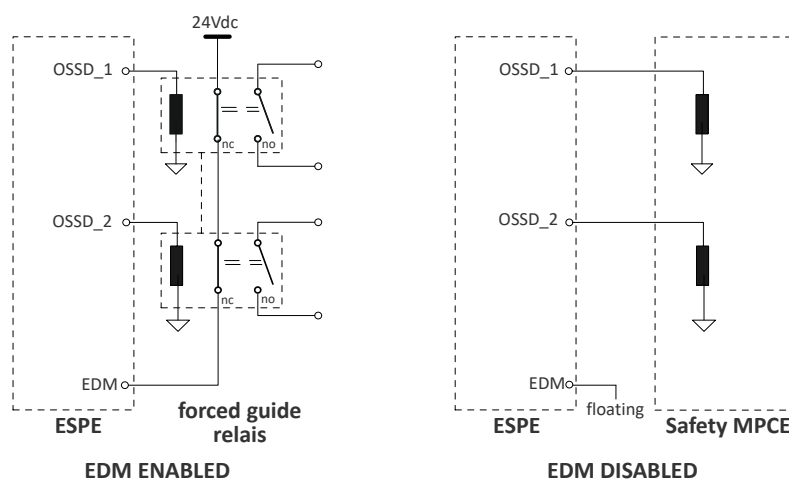 24Vdc
OSSD_1
nc
no
OSSD_2
nc
no
EDM
ESPE
forced guide
relais
EDM ENABLED
OSSD_1
OSSD_2
EDM
floating
ESPE
Safety MPCE
EDM DISABLED